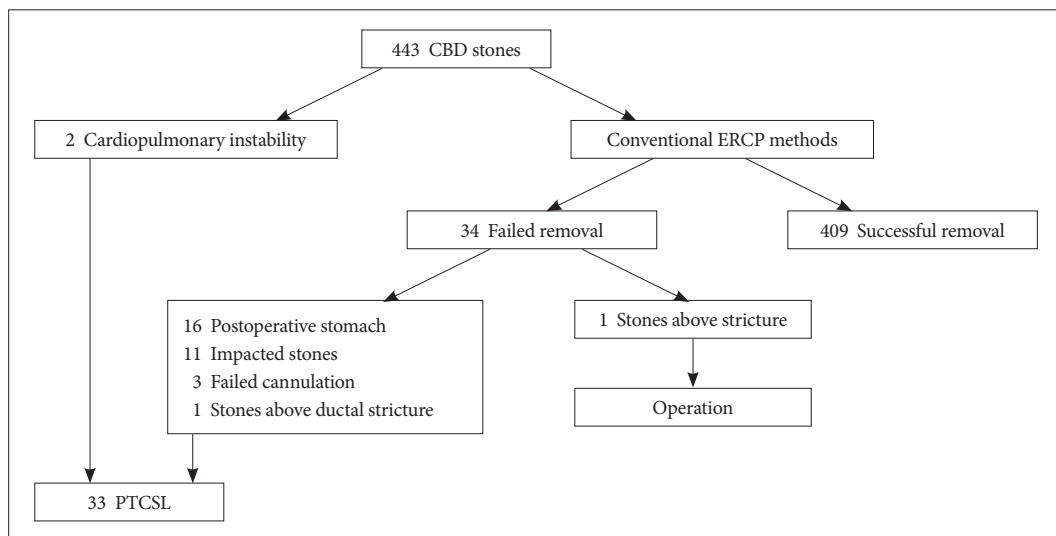 443 CBD stones
2 Cardiopulmonary instability
Conventional ERCP methods
34 Failed removal
409 Successful removal
16 Postoperative stomach
11 Impacted stones
3 Failed cannulation
1 Stones above ductal stricture
1 Stones above stricture
Operation
33 PTCSL